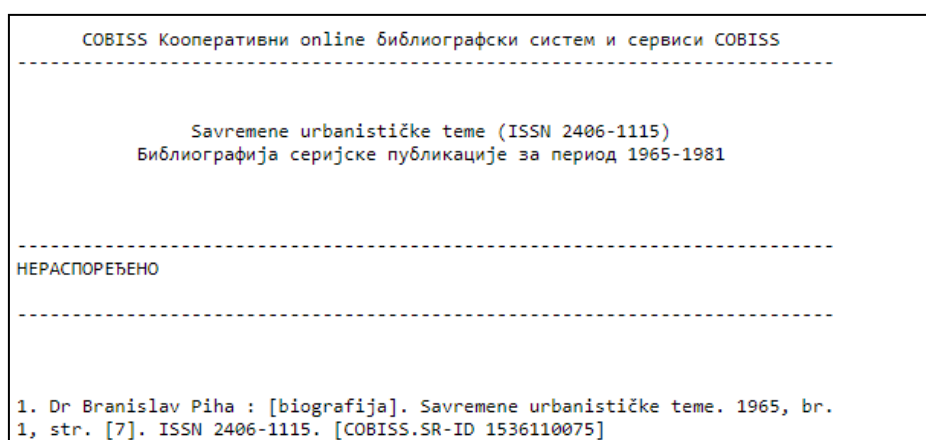 COBISS Кооперативни online библиографски систем и сервиси COBISS
---------------------------------------------------------------------------
Savremene urbanističke teme (ISSN 2406-1115)
Библиографија серијске публикације за период 1965-1981
---------------------------------------------------------------------------
НЕРАСПОРЕЂЕНО
---------------------------------------------------------------------------
1. Dr Branislav Piha : [biografija]. Savremene urbanističke teme. 1965, br.
1, str. [7]. ISSN 2406-1115. [COBISS.SR-ID 1536110075]